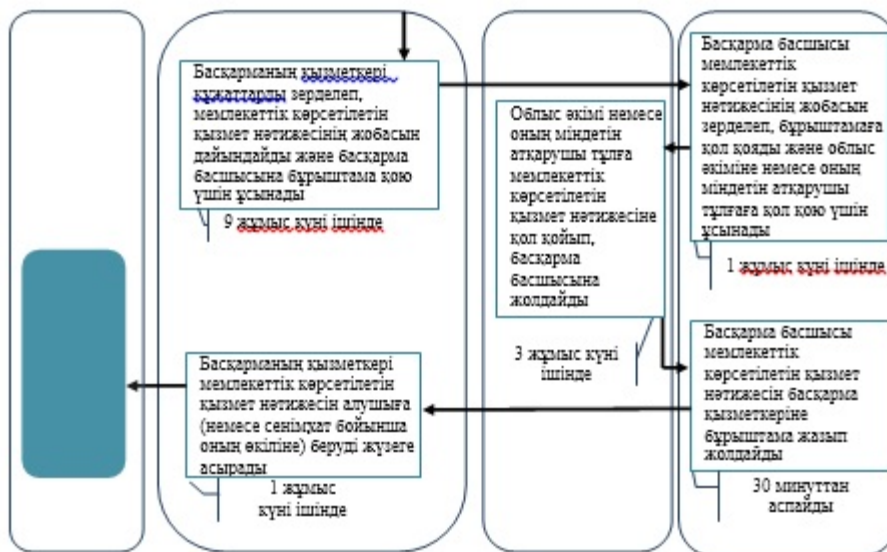 Басқарманың қызметкері
құжаттарды зерделеп,
мемлекеттік көрсетілетін
қызмет нәтижесінің жобасын
дайындайды және басқарма
басшысына бұрыштама қою
үшін ұсынады
9 жұмыс күні ішінде
Басқарма басшысы
мемлекеттік
көрсетілетін қызмет
нәтижесінің жобасын
зерделеп, бұрыштамаға
қол қояды және облыс
әкіміне немесе оның
міндетін атқарушы
тұлғаға қол қою үшін
ұсынады
1 жұмыс күні ішінде
Облыс әкімі немесе
оның міндетін
атқарушы тұлға
мемлекеттік
көрсетілетін
қызмет нәтижесіне
қол қойып,
басқарма
басшысына
жолдайды
3 жұмыс күні
ішінде
Басқарма басшысы
мемлекеттік
көрсетілетін қызмет
нәтижесін басқарма
қызметкеріне
бұрыштама жазып
жолдайды
30 минуттан
аспайды
Басқарманың қызметкері
мемлекеттік көрсетілетін
қызмет нәтижесін алушыға
(немесе сенімхат бойынша
оның өкіліне) беруді жүзеге
асырады
1 жұмыс
күні ішінде